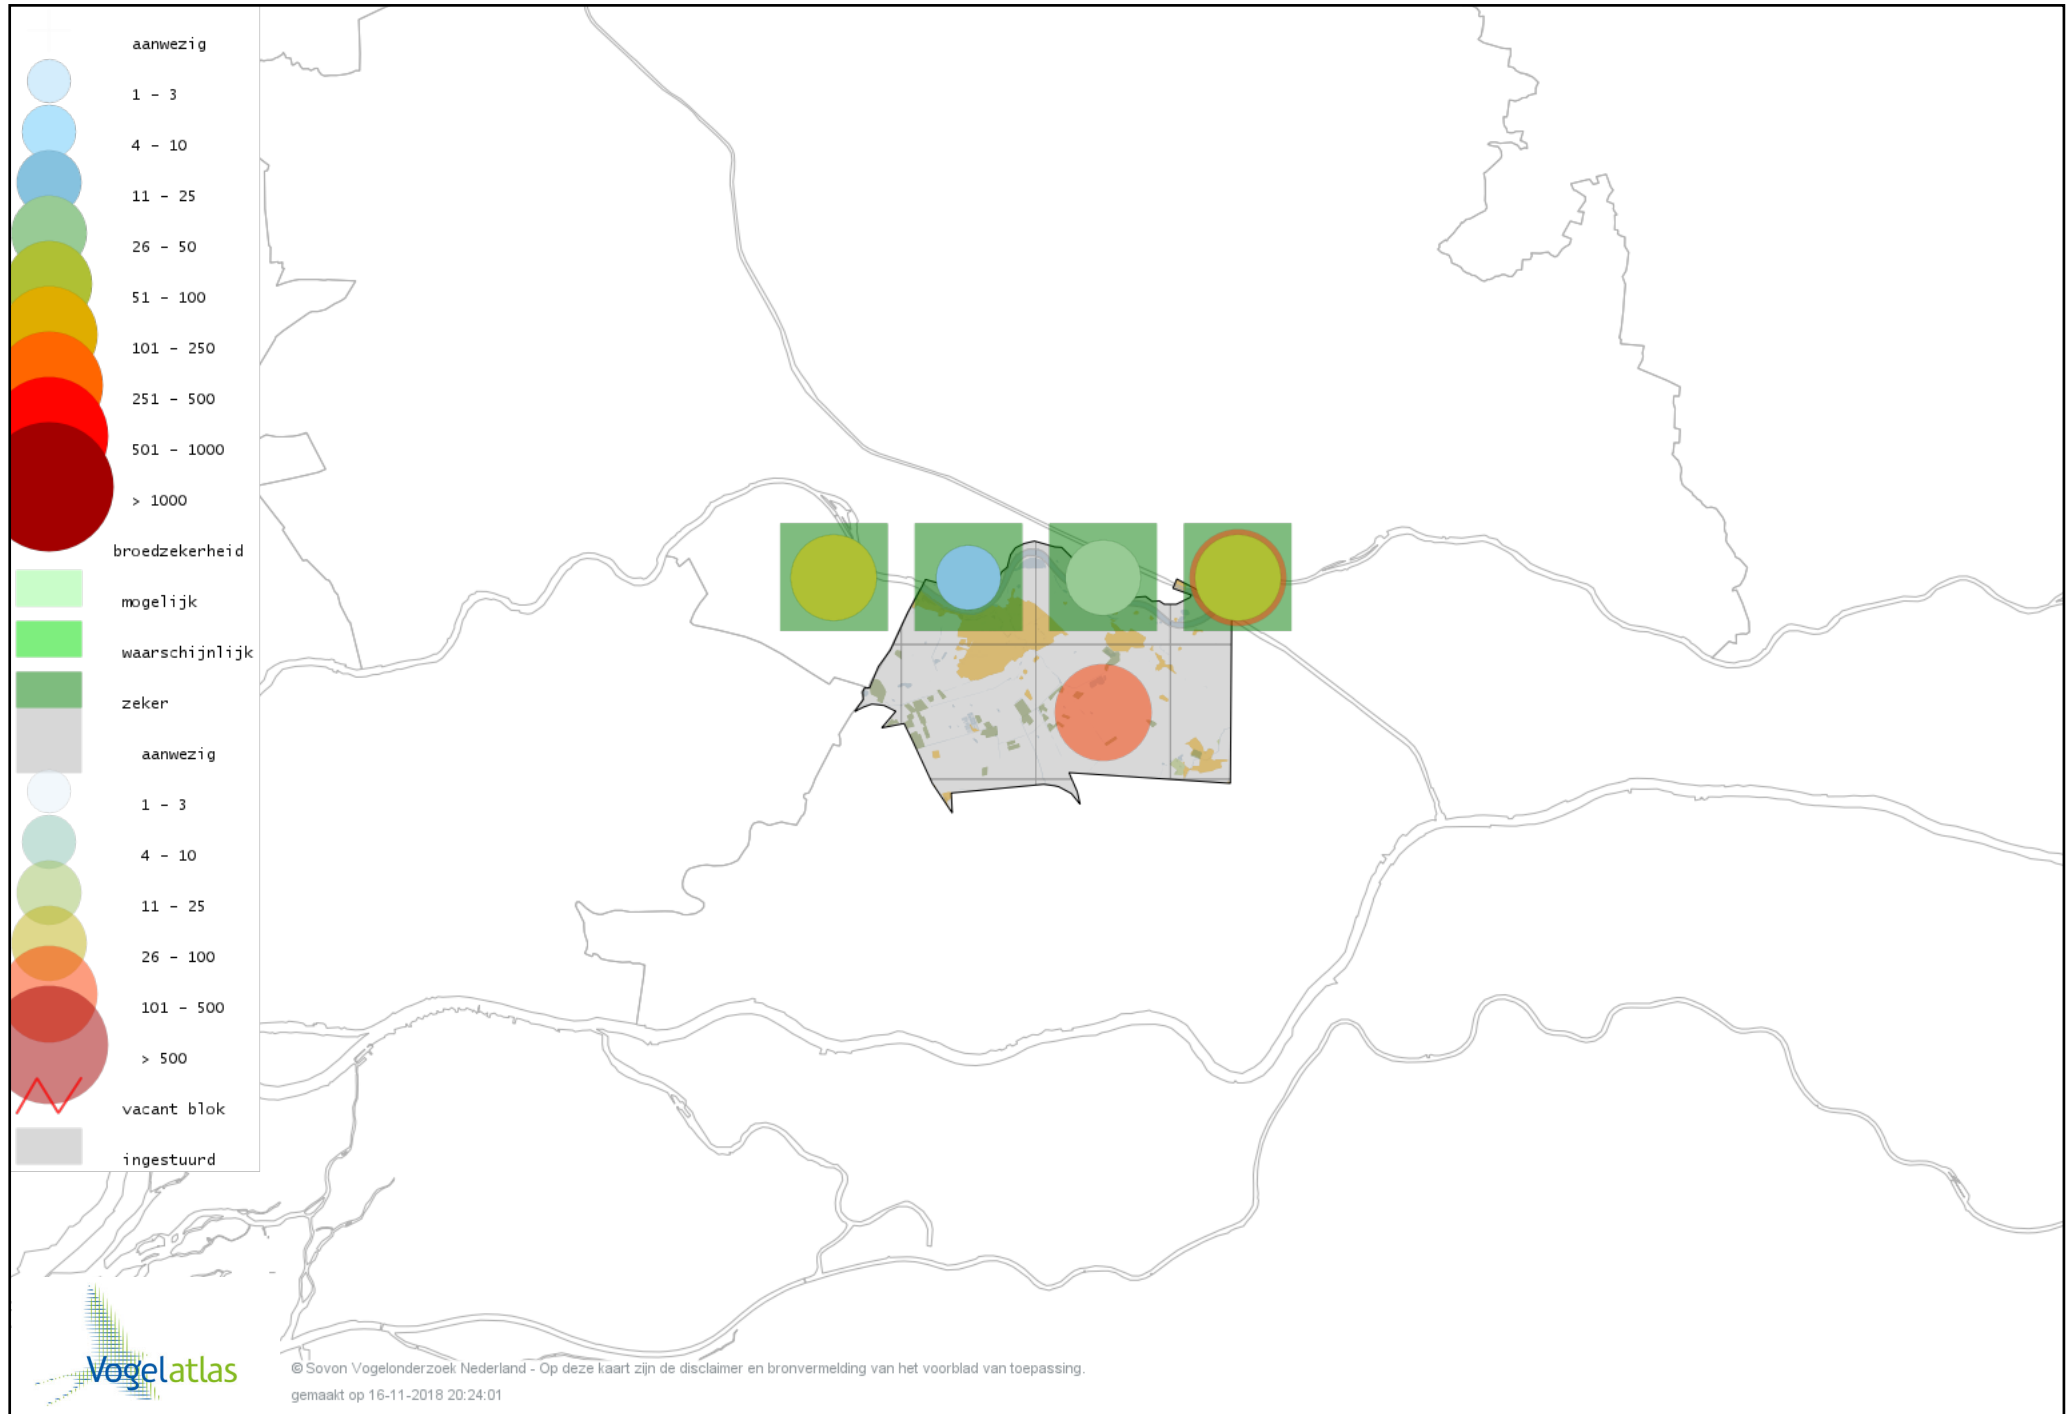 aanwezig
1 - 3
4 - 10
11 - 25
26 - 50
51 - 100
101 - 250
251 - 500
501 - 1000
> 1000
broedzekerheid
mogelijk
waarschijnlijk
zeker
aanwezig
1 - 3
4 - 10
11 - 25
26 - 100
101 - 500
> 500
vacant blok
ingestuurd
Vogelatlas
© Sovon Vogelonderzoek Nederland - Op deze kaart zijn de disclaimer en bronvermelding van het voorblad van toepassing.
gemaakt op 16-11-2018 20:24:01